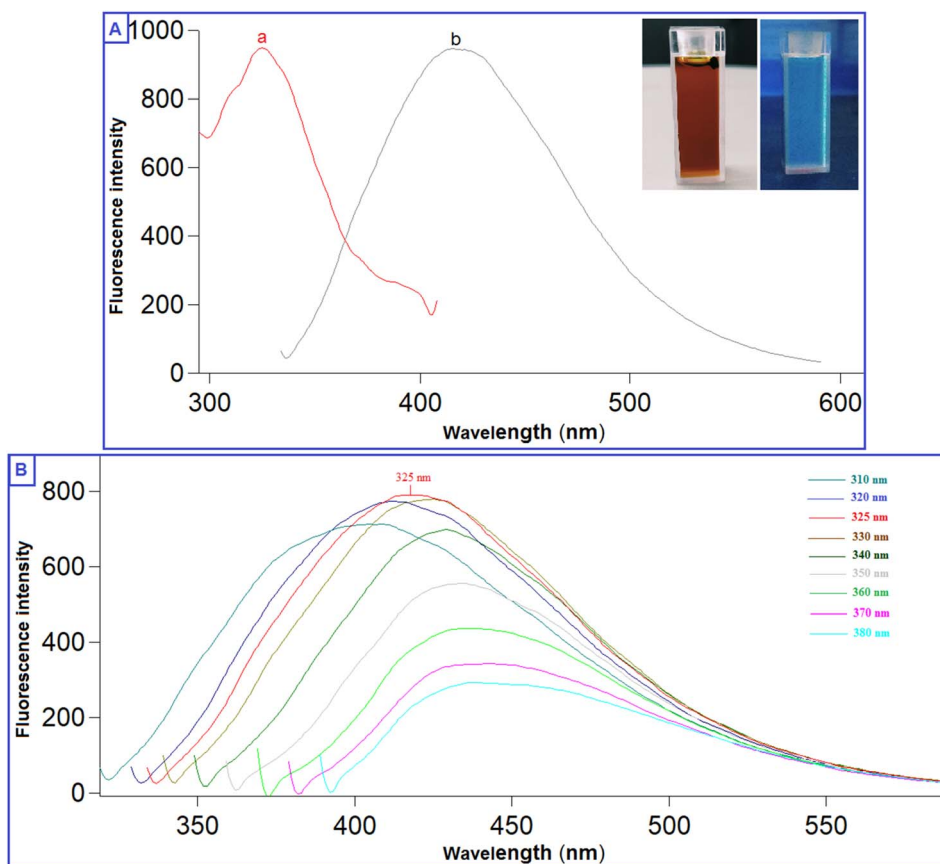 A
a
b
1000
800
600
400
200
0
Fluorescence intensity
300 400 500 600
Wavelength (nm)
B
325 nm
800
600
400
200
0
Fluorescence intensity
310 nm
320 nm
325 nm
330 nm
340 nm
350 nm
360 nm
370 nm
380 nm
350 400 450 500 550
Wavelength (nm)